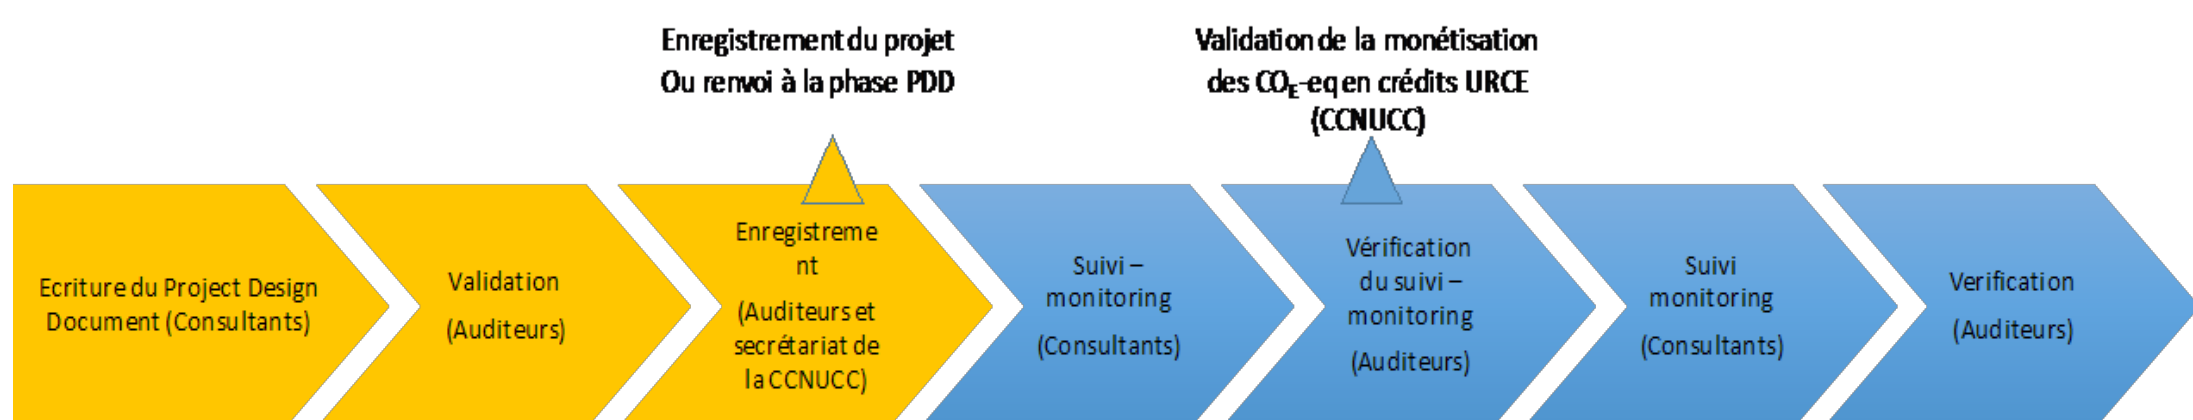 Enregistrement du projet
Ou renvoi à la phase PDD
Validation de la monétisation
des COE-eq en crédits URCE
(CCNUCC)
Ecriture du Project Design
Document (Consultants)
Validation
(Auditeurs)
Enregistreme
nt
(Auditeurs et
secrétariat de
la CCNUCC)
Suivi –
monitoring
(Consultants)
Vérification
du suivi –
monitoring
(Auditeurs)
Suivi
monitoring
(Consultants)
Verification
(Auditeurs)